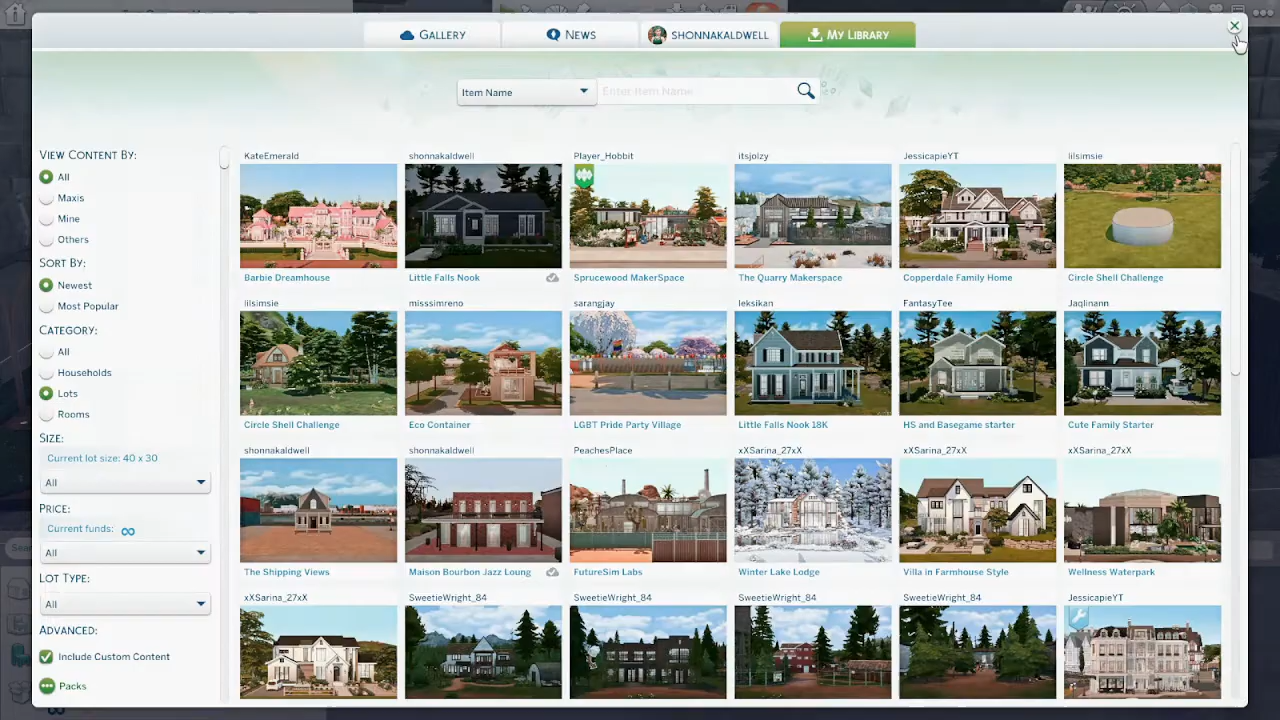 Gallery
News
shonnakaldwell
My Library
Item Name
Enter Item Name
View Content By:
All
Maxis
Mine
Others
Sort By:
Newest
Most Popular
Category:
All
Households
Lots
Rooms
Size:
Current lot size: 40 x 30
All
Price:
Current funds: ∞
All
Lot Type:
All
Advanced:
Include Custom Content
Packs
KateEmerald
shonnakaldwell
Player_Hobbit
itsjolzy
JessicapieYT
lilsimsie
Barbie Dreamhouse
Little Falls Nook
Sprucewood MakerSpace
The Quarry Makerspace
Copperdale Family Home
Circle Shell Challenge
lilsimsie
misssimreno
sarangjay
leksikan
FantasyTee
Jaqlinann
Circle Shell Challenge
Eco Container
LGBT Pride Party Village
Little Falls Nook 18K
HS and Basegame starter
Cute Family Starter
shonnakaldwell
shonnakaldwell
PeachesPlace
xXSarina_27xX
xXSarina_27xX
xXSarina_27xX
The Shipping Views
Maison Bourbon Jazz Loung
FutureSim Labs
Winter Lake Lodge
Villa in Farmhouse Style
Wellness Waterpark
xXSarina_27xX
SweetieWright_84
SweetieWright_84
SweetieWright_84
SweetieWright_84
JessicapieYT